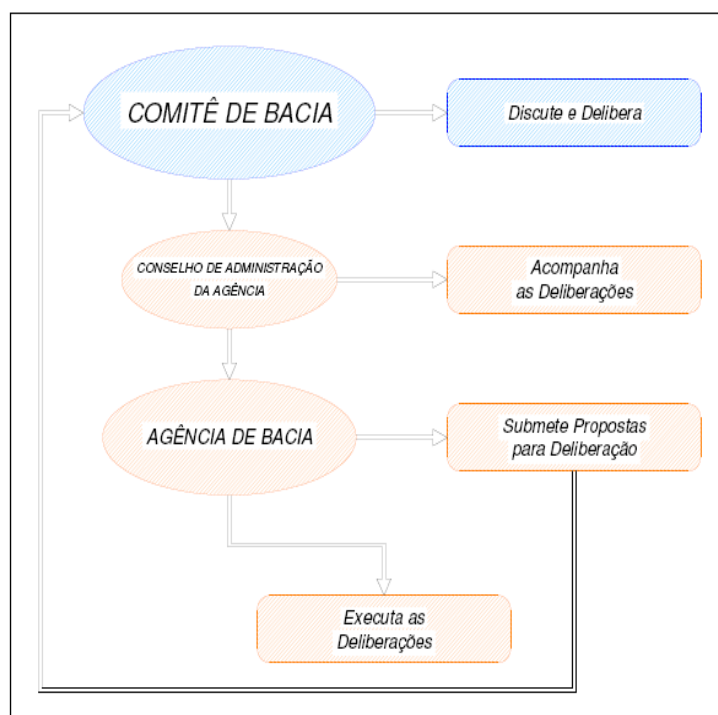 COMITÊ DE BACIA
Discute e Delibera
CONSELHO DE ADMINISTRAÇÃO
DA AGÊNCIA
Acompanha
as Deliberações
AGÊNCIA DE BACIA
Submete Propostas
para Deliberação
Executa as
Deliberações